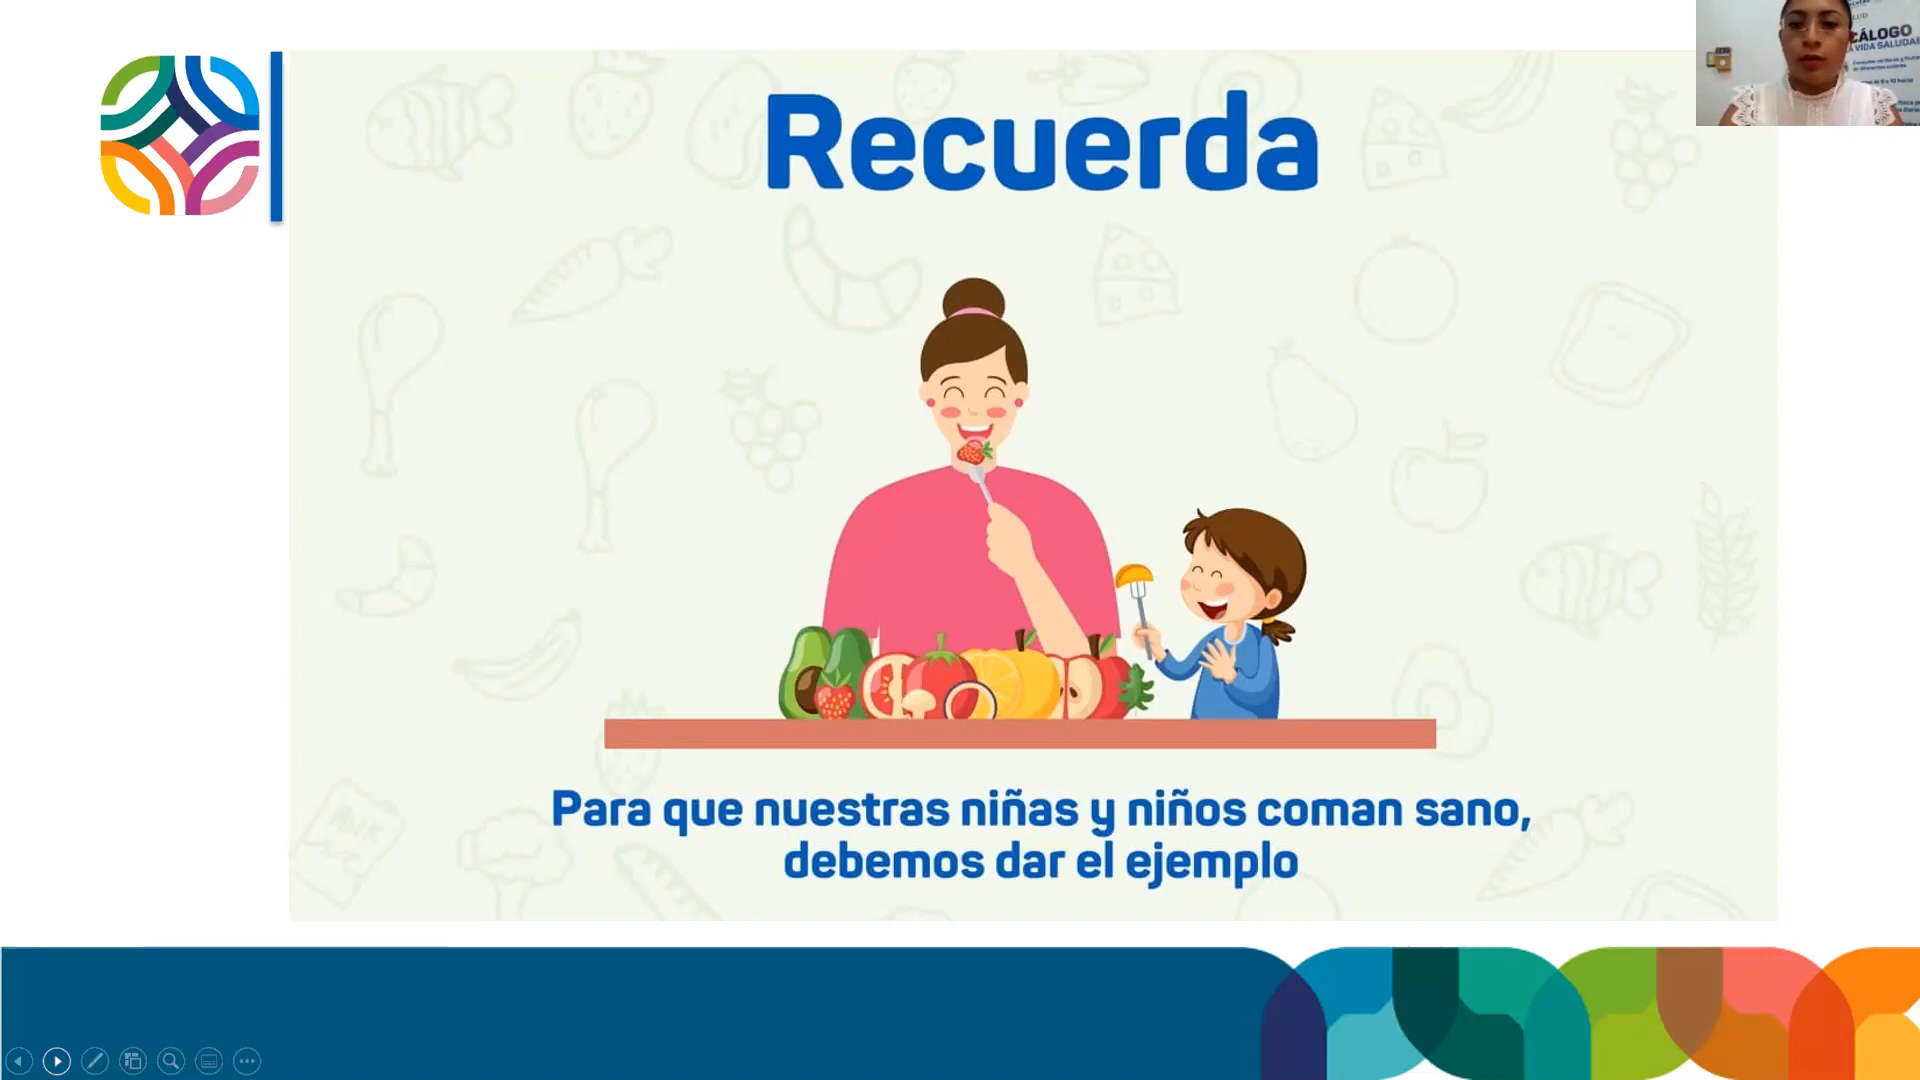 Recuerda
Para que nuestras niñas y niños coman sano,
debemos dar el ejemplo
CÁLOGO
VIDA SALUDAB